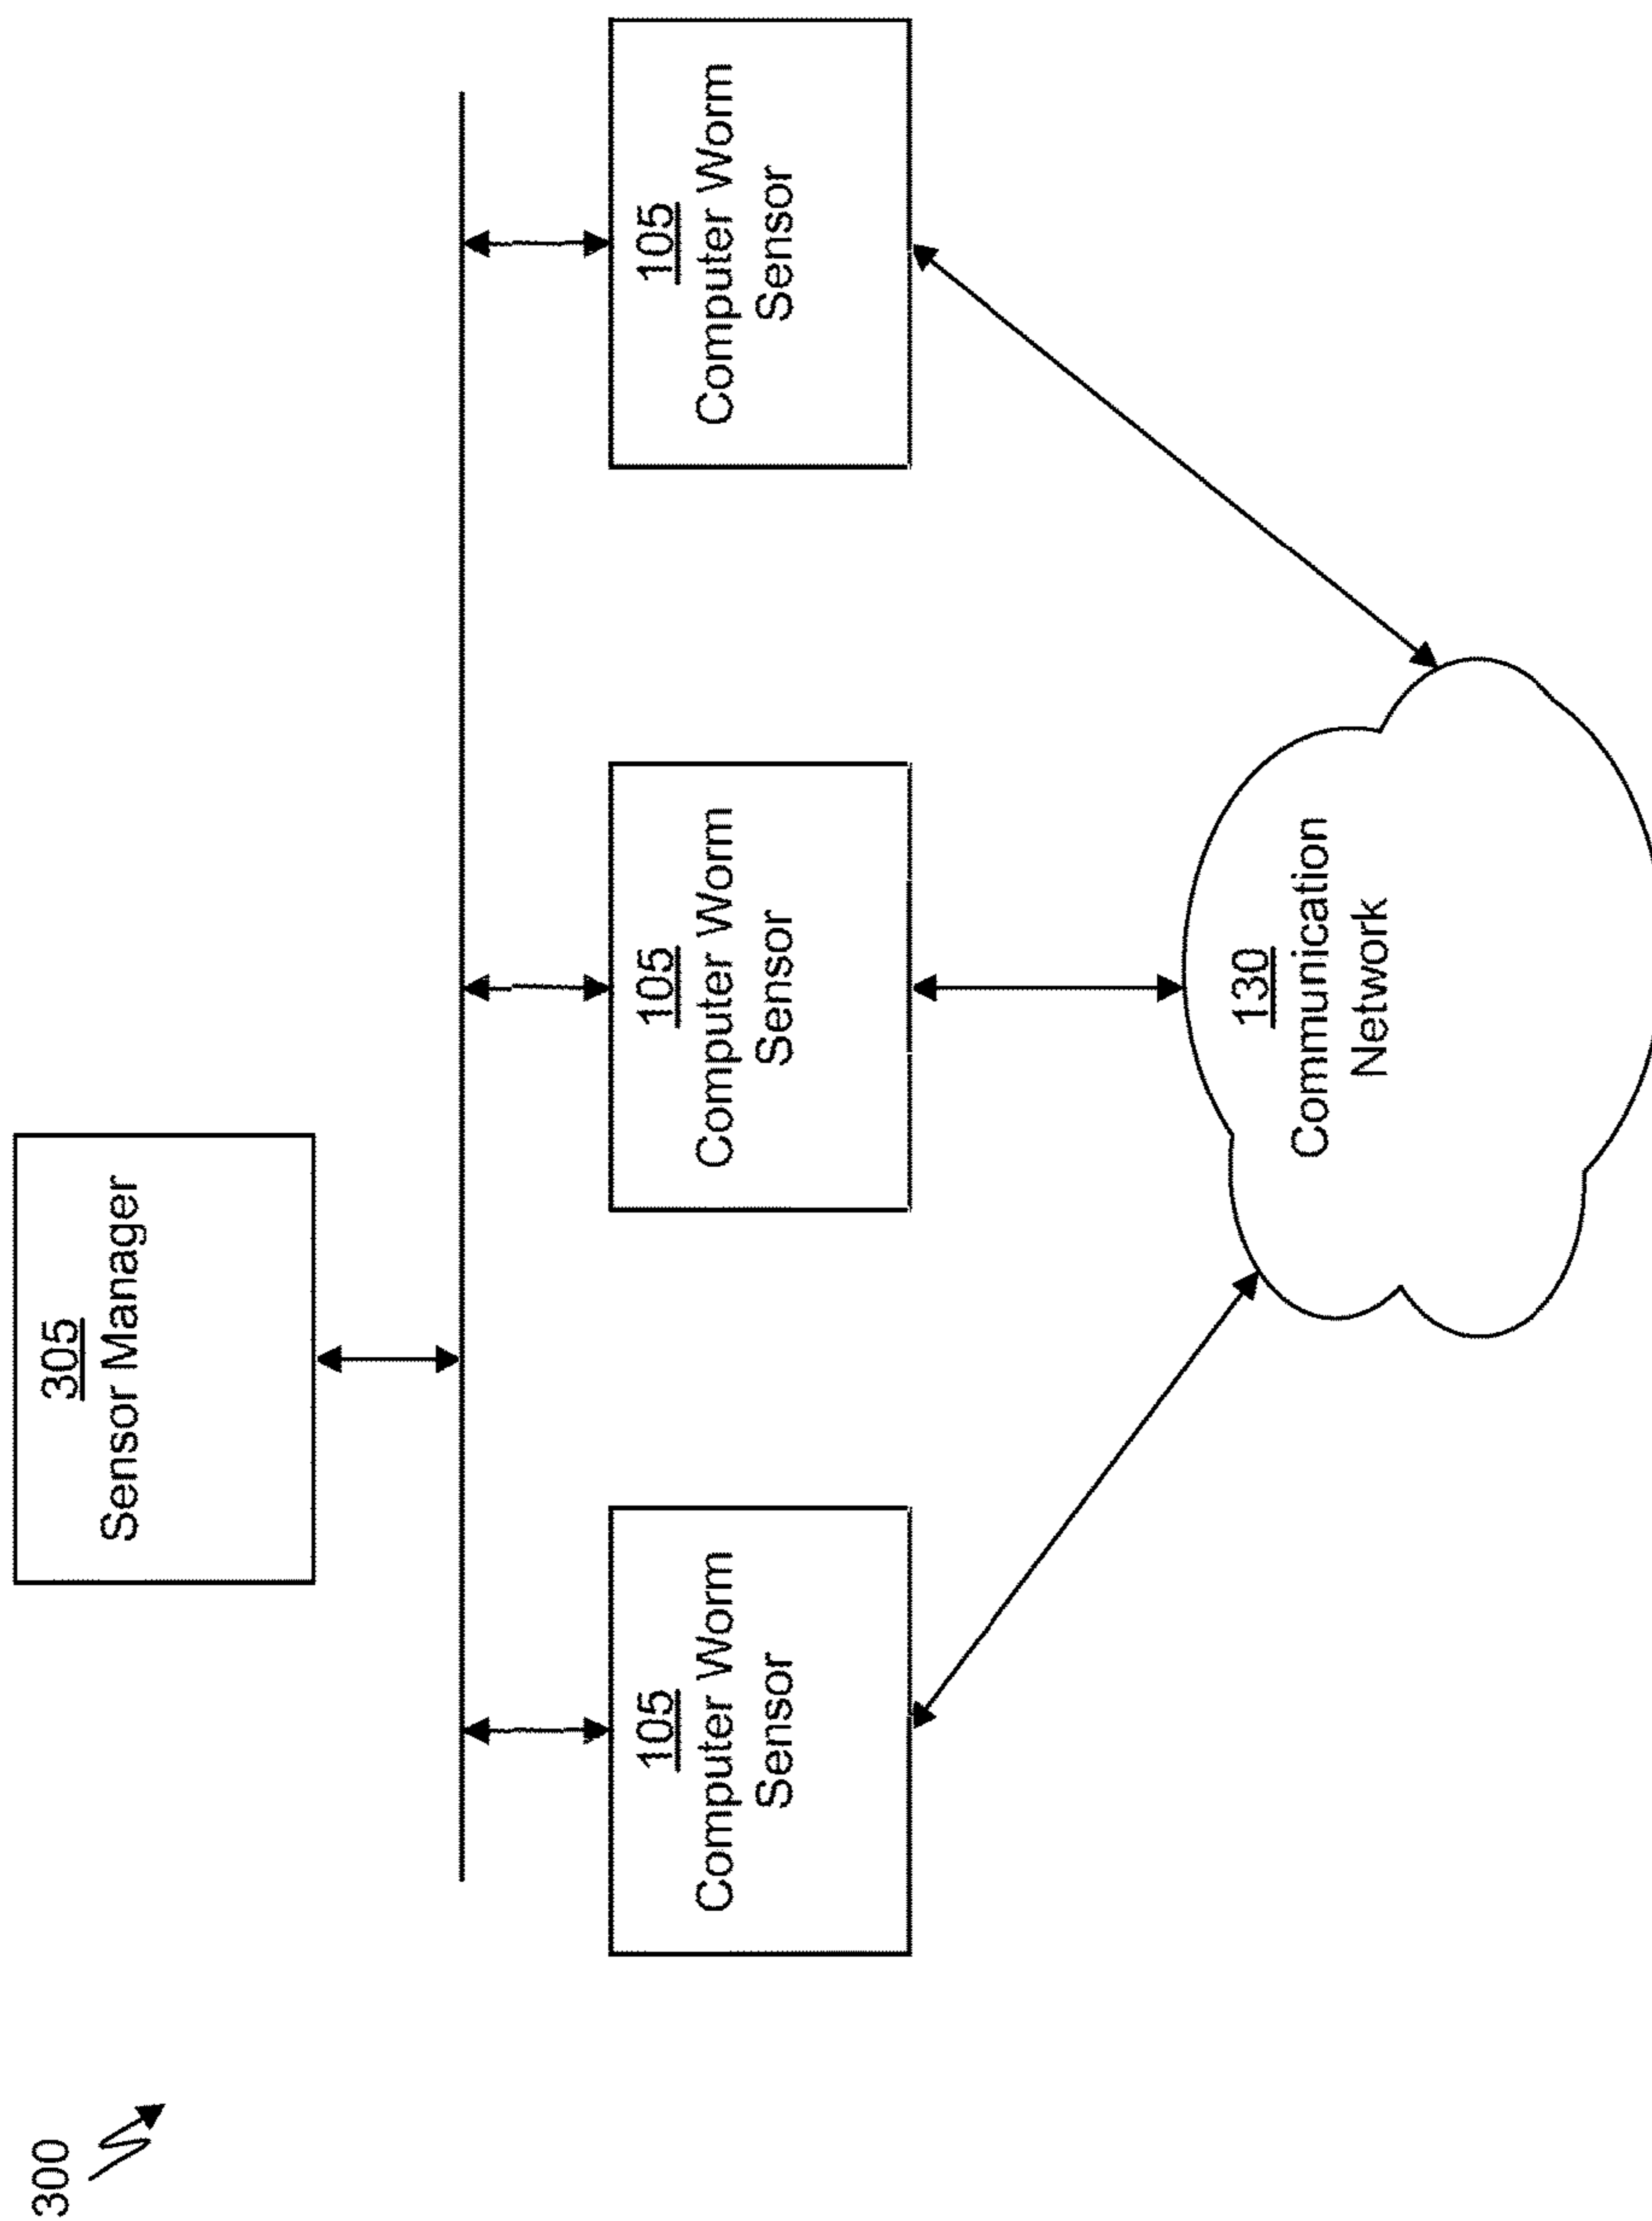 300
305
Sensor Manager
105
Computer Worm
Sensor
105
Computer Worm
Sensor
105
Computer Worm
Sensor
130
Communication
Network